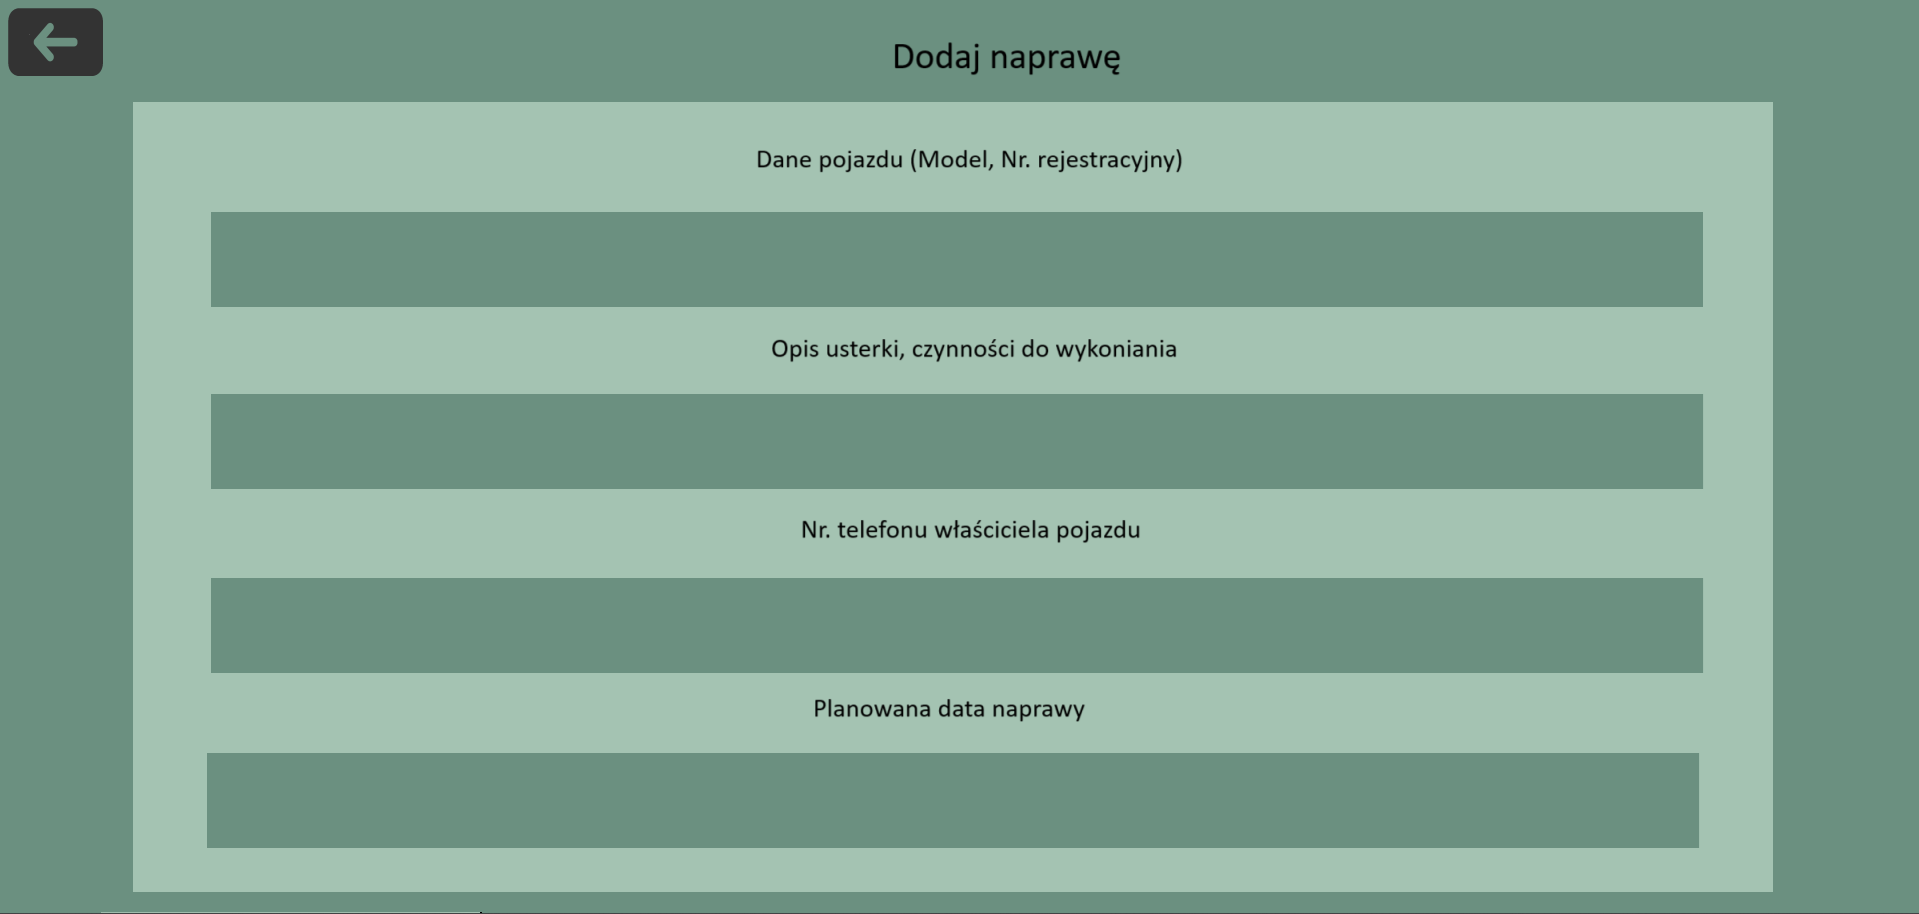 Dodaj naprawę
Dane pojazdu (Model, Nr. rejestracyjny)
Opis usterki, czynności do wykoniania
Nr. telefonu właściciela pojazdu
Planowana data naprawy